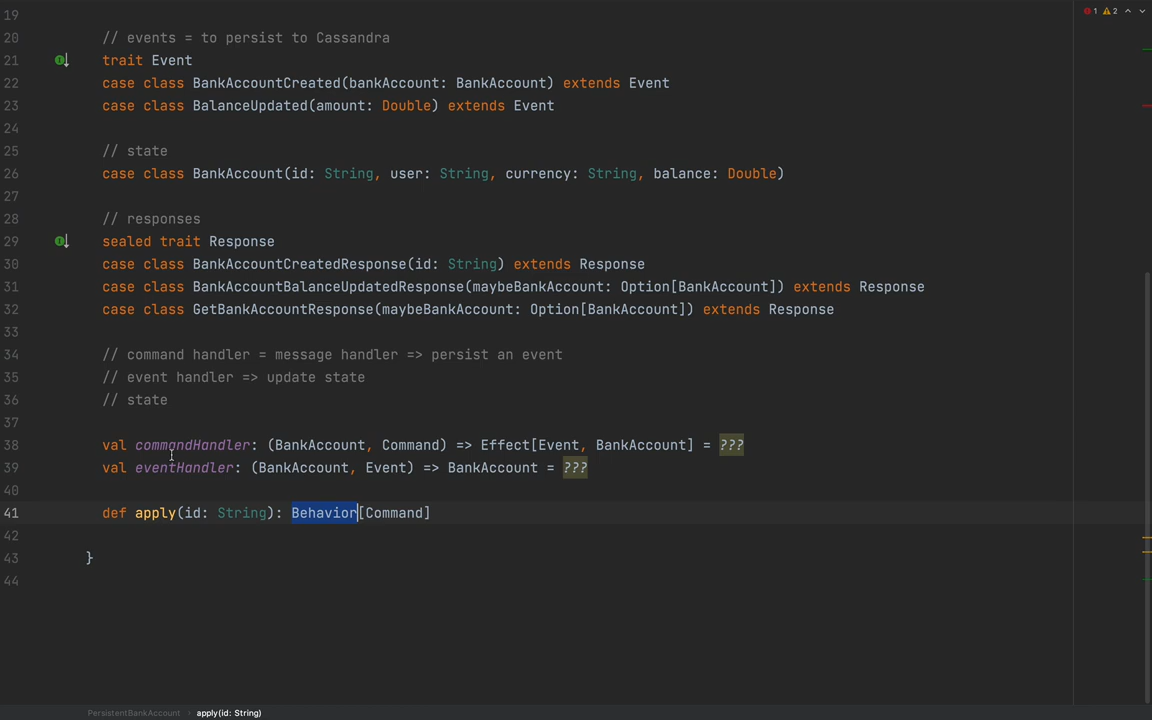 1 2
19
20 // events = to persist to Cassandra
21 trait Event
22 case class BankAccountCreated(bankAccount: BankAccount) extends Event
23 case class BalanceUpdated(amount: Double) extends Event
24
25 // state
26 case class BankAccount(id: String, user: String, currency: String, balance: Double)
27
28 // responses
29 sealed trait Response
30 case class BankAccountCreatedResponse(id: String) extends Response
31 case class BankAccountBalanceUpdatedResponse(maybeBankAccount: Option[BankAccount]) extends Response
32 case class GetBankAccountResponse(maybeBankAccount: Option[BankAccount]) extends Response
33
34 // command handler = message handler => persist an event
35 // event handler => update state
36 // state
37
38 val commandHandler: (BankAccount, Command) => Effect[Event, BankAccount] = ???
39 val eventHandler: (BankAccount, Event) => BankAccount = ???
40
41 def apply(id: String): Behavior[Command]
42
43 }
44
PersistentBankAccount › apply(id: String)